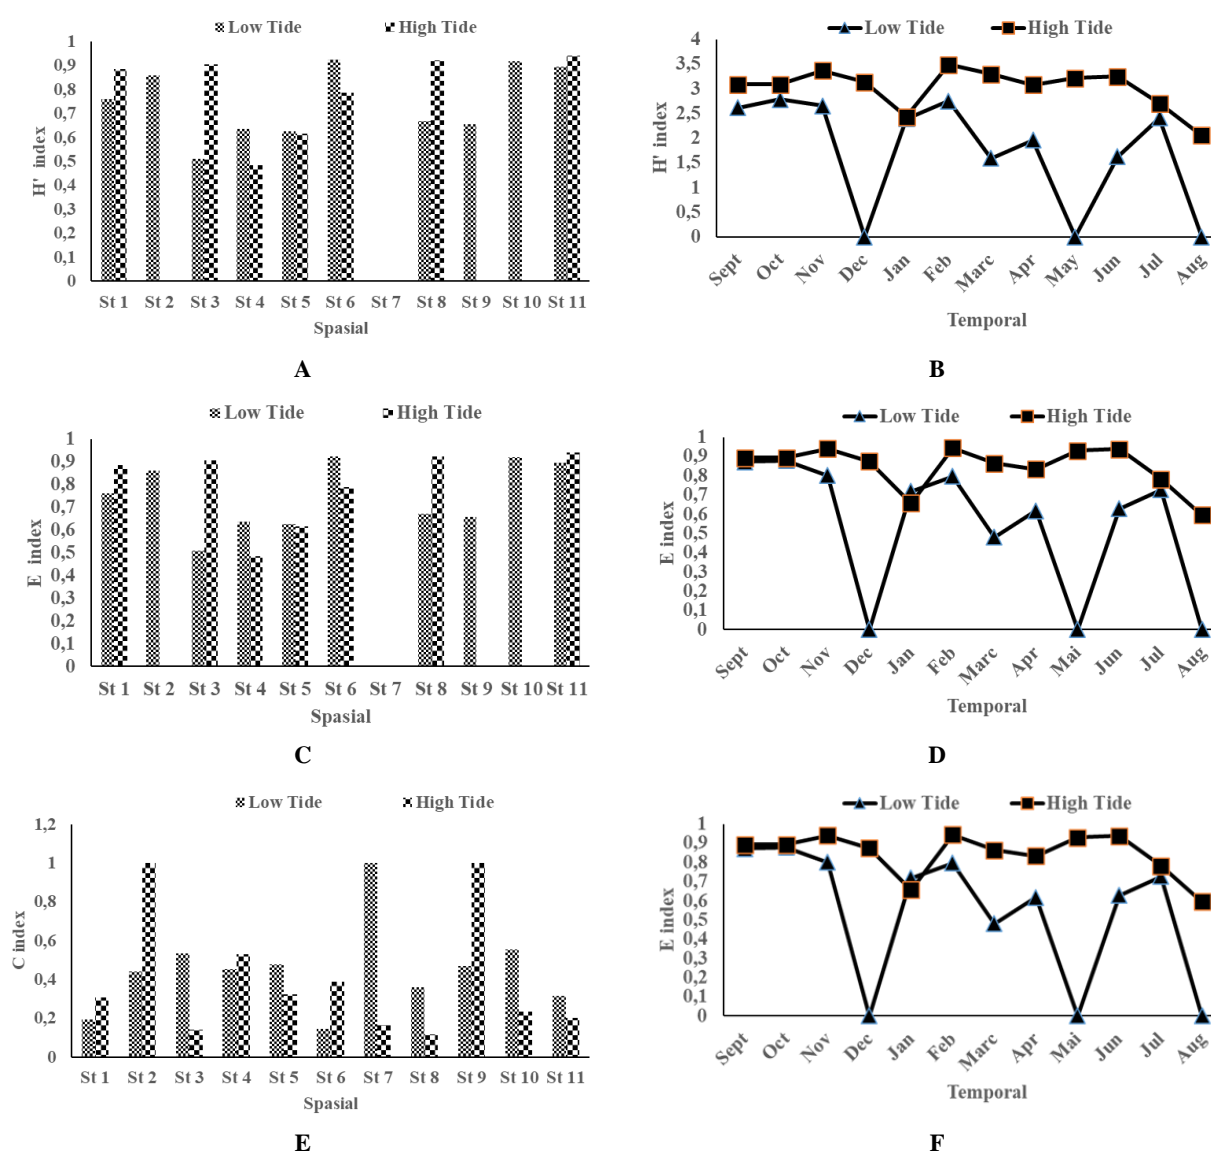 Low Tide High Tide
H' index
1
0,9
0,8
0,7
0,6
0,5
0,4
0,3
0,2
0,1
0
St 1 St 2 St 3 St 4 St 5 St 6 St 7 St 8 St 9 St 10 St 11
Spasial
A
Low Tide High Tide
H' index
4
3,5
3
2,5
2
1,5
1
0,5
0
Sept Oct Nov Dec Jan Feb Marc Apr May Jun Jul Aug
Temporal
B
Low Tide High Tide
E index
1
0,9
0,8
0,7
0,6
0,5
0,4
0,3
0,2
0,1
0
St 1 St 2 St 3 St 4 St 5 St 6 St 7 St 8 St 9 St 10 St 11
Spasial
C
Low Tide High Tide
E index
1
0,9
0,8
0,7
0,6
0,5
0,4
0,3
0,2
0,1
0
Sept Oct Nov Dec Jan Feb Marc Apr Mai Jun Jul Aug
Temporal
D
Low Tide High Tide
C index
1,2
1
0,8
0,6
0,4
0,2
0
St 1 St 2 St 3 St 4 St 5 St 6 St 7 St 8 St 9 St 10 St 11
Spasial
E
Low Tide High Tide
E index
1
0,9
0,8
0,7
0,6
0,5
0,4
0,3
0,2
0,1
0
Sept Oct Nov Dec Jan Feb Marc Apr Mai Jun Jul Aug
Temporal
F